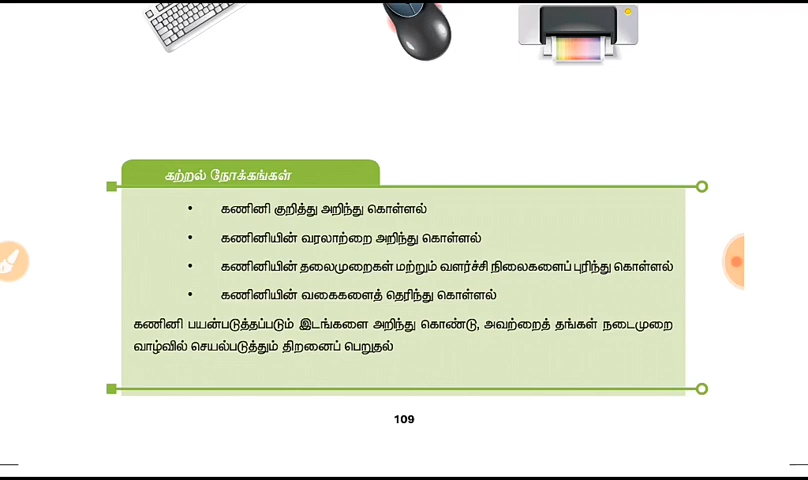 கற்றல் நோக்கங்கள்
• கணினி குறித்து அறிந்து கொள்ளல்
• கணினியின் வரலாற்றை அறிந்து கொள்ளல்
• கணினியின் தலைமுறைகள் மற்றும் வளர்ச்சி நிலைகளைப் புரிந்து கொள்ளல்
• கணினியின் வகைகளைத் தெரிந்து கொள்ளல்
கணினி பயன்படுத்தப்படும் இடங்களை அறிந்து கொண்டு, அவற்றைத் தங்கள் நடைமுறை
வாழ்வில் செயல்படுத்தும் திறனைப் பெறுதல்
109